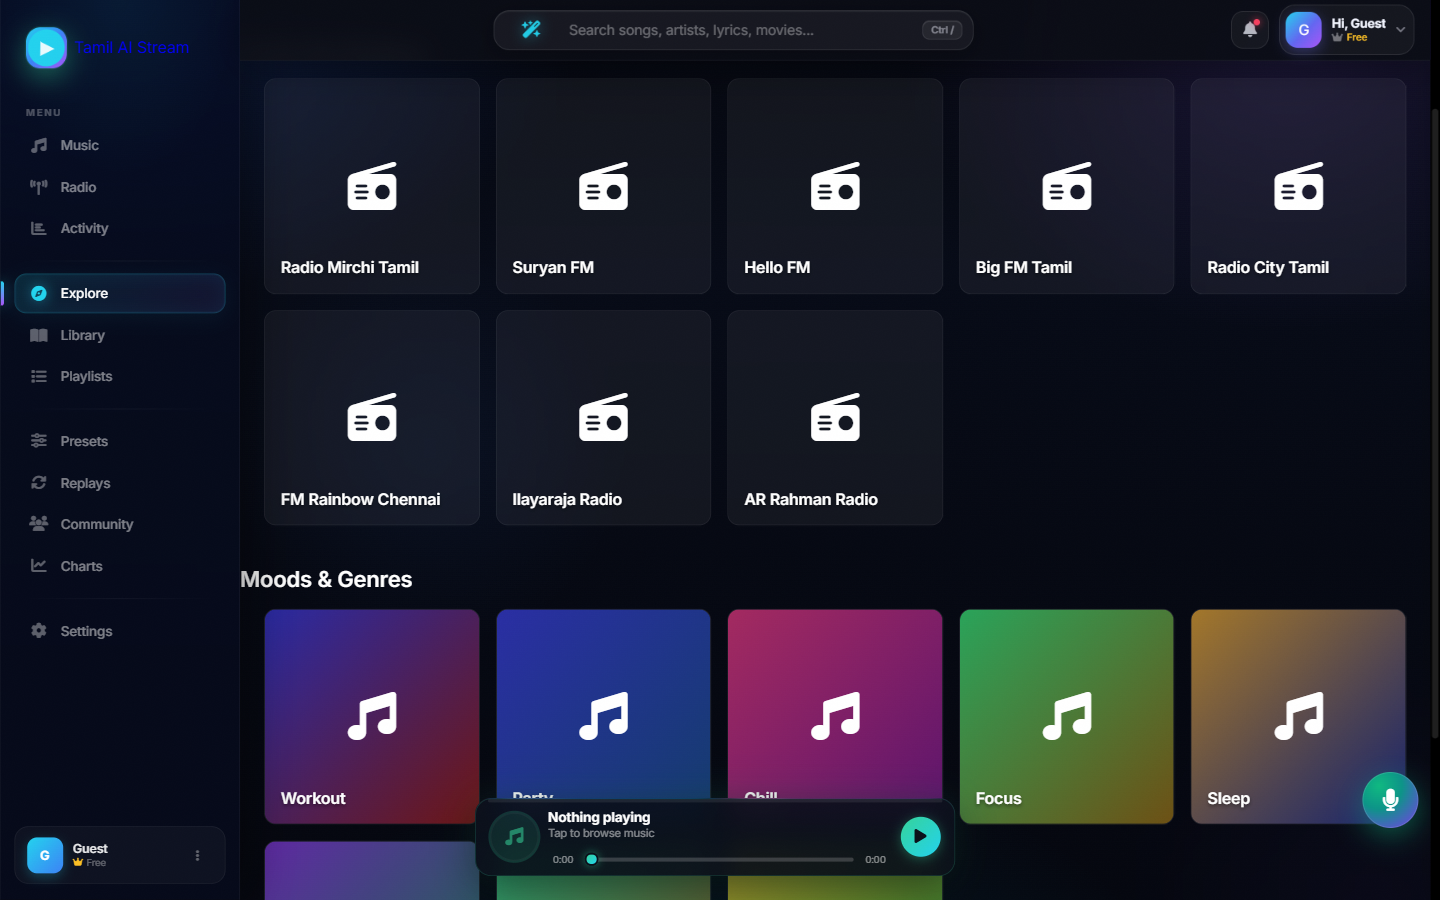 Tamil AI Stream
Search songs, artists, lyrics, movies...
Ctrl /
G
Hi, Guest
Free
MENU
Music
Radio
Activity
Explore
Library
Playlists
Presets
Replays
Community
Charts
Settings
G
Guest
Free
Radio Mirchi Tamil
Suryan FM
Hello FM
Big FM Tamil
Radio City Tamil
FM Rainbow Chennai
Ilayaraja Radio
AR Rahman Radio
Moods & Genres
Workout
Party
Chill
Focus
Sleep
Nothing playing
Tap to browse music
0:00
0:00